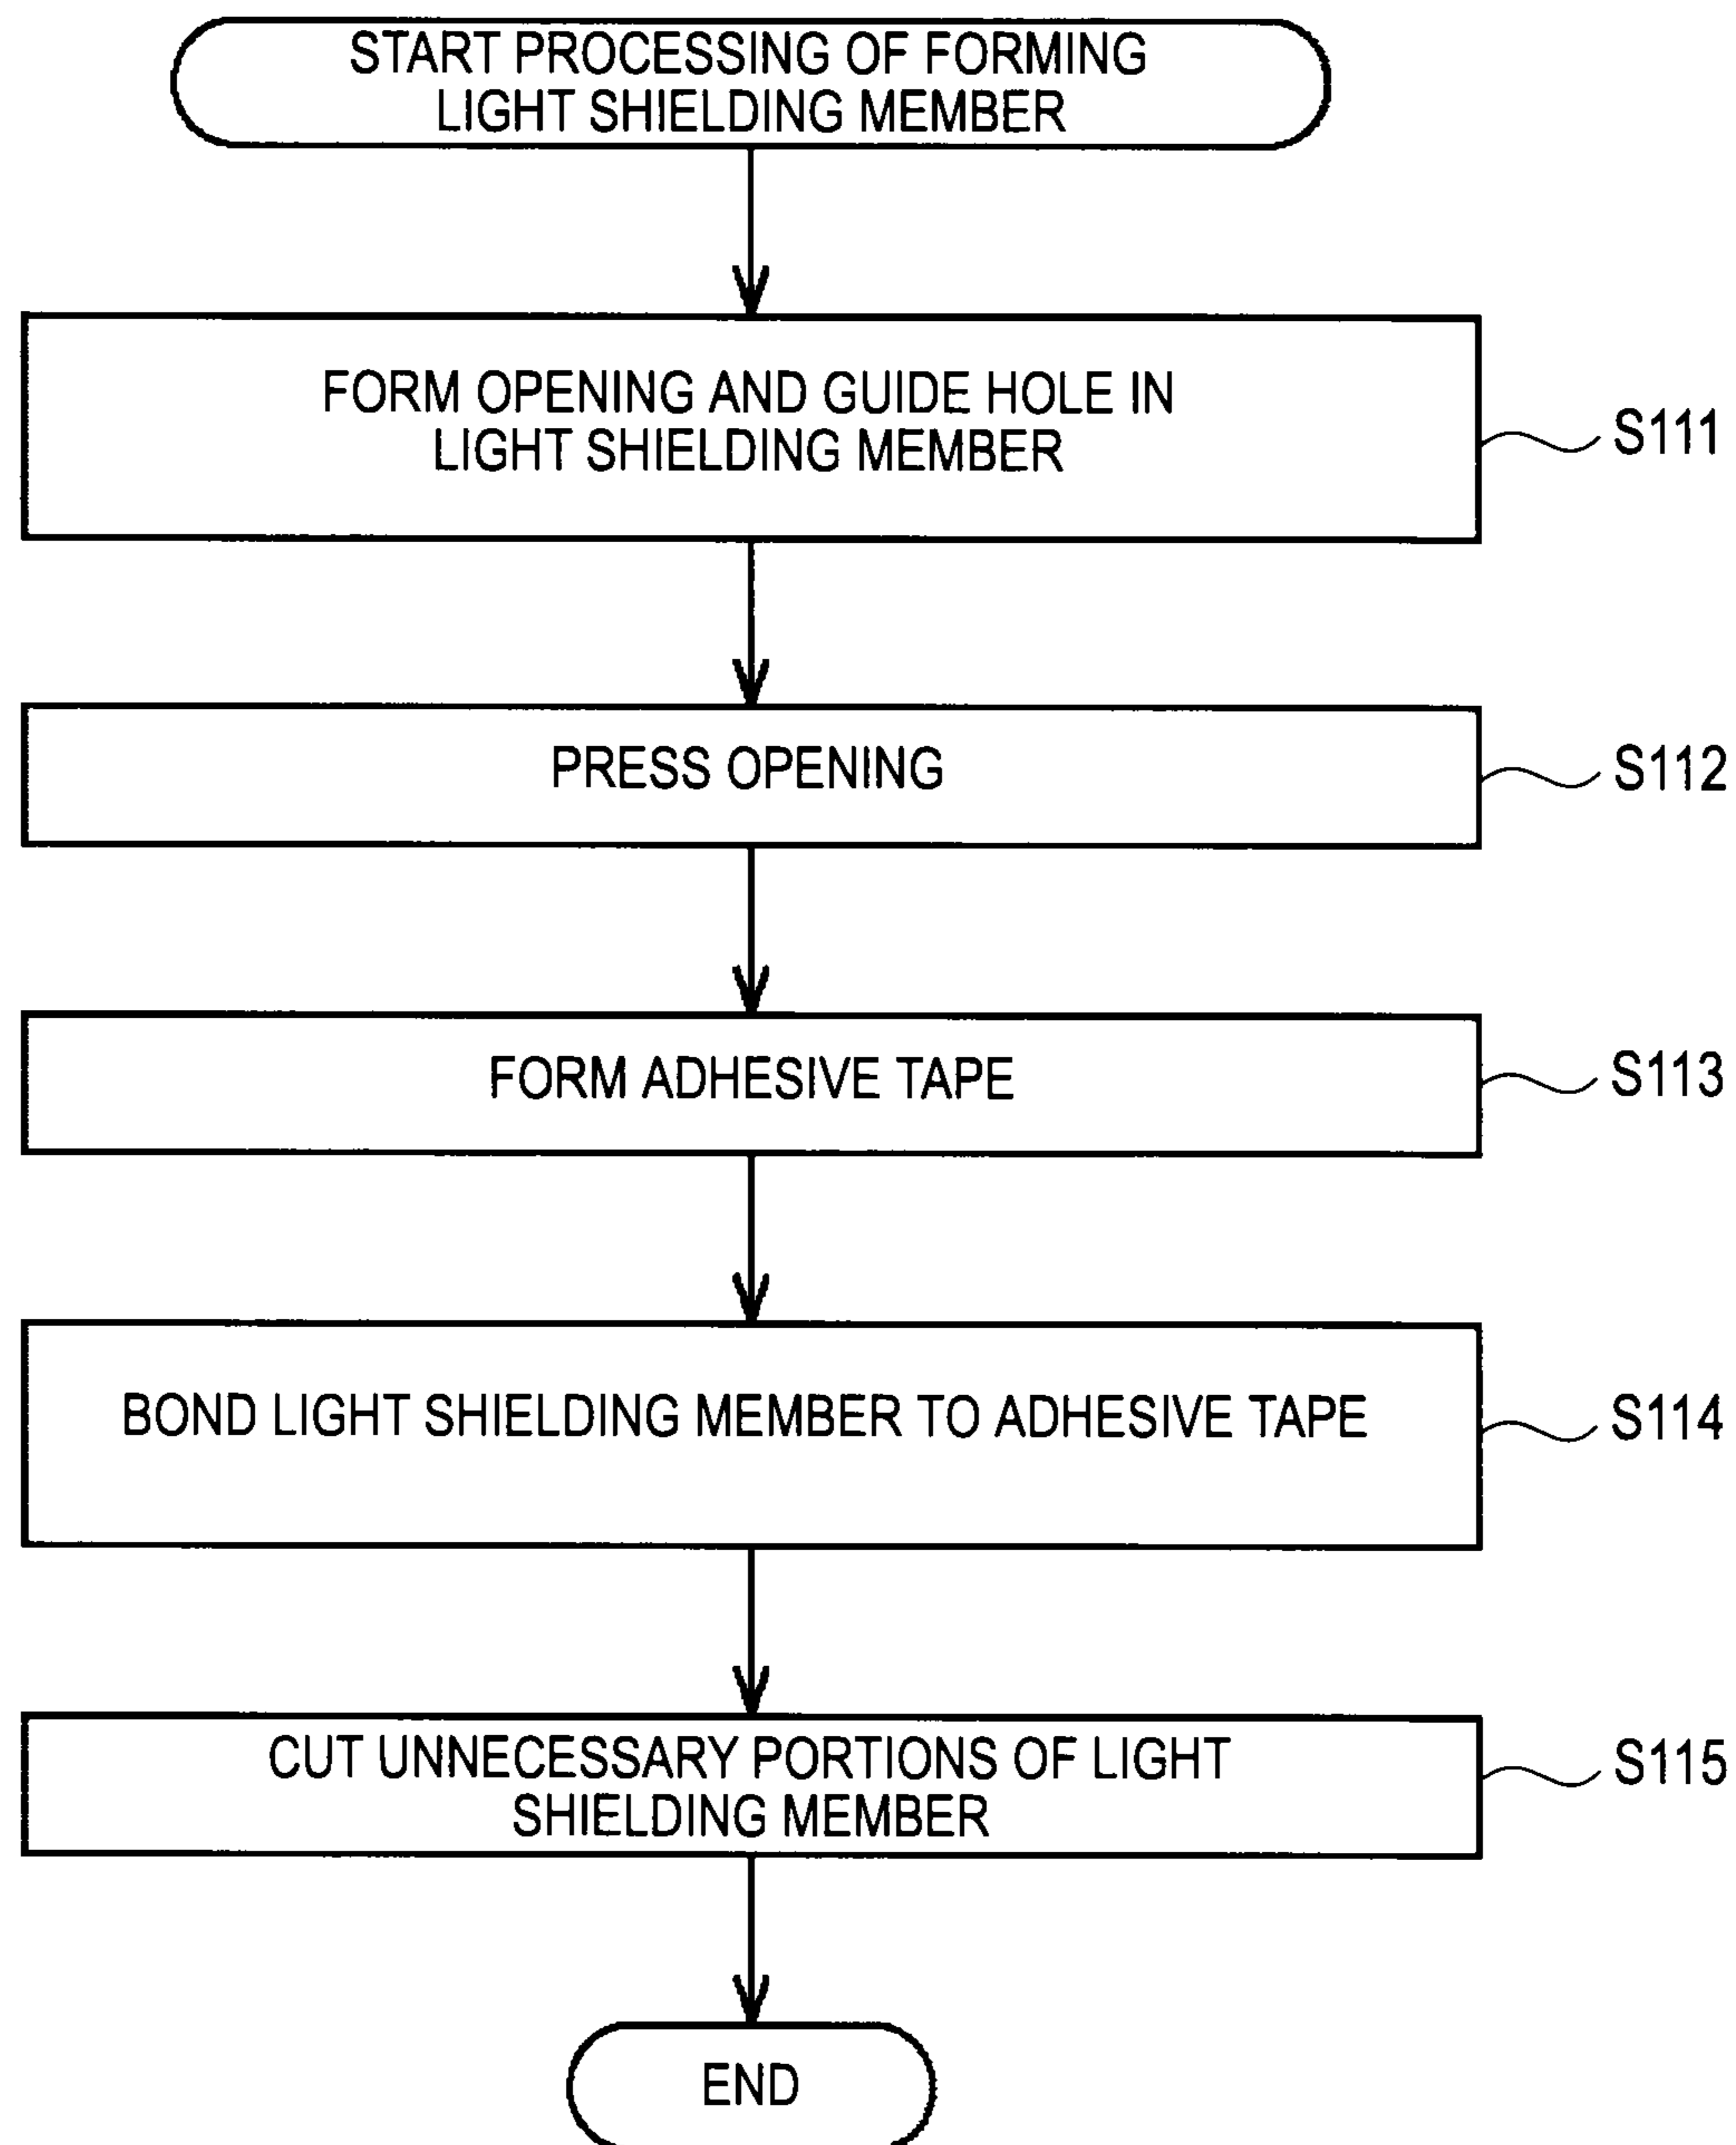 START PROCESSING OF FORMING
LIGHT SHIELDING MEMBER
FORM OPENING AND GUIDE HOLE IN
LIGHT SHIELDING MEMBER
S111
PRESS OPENING
S112
FORM ADHESIVE TAPE
S113
BOND LIGHT SHIELDING MEMBER TO ADHESIVE TAPE
S114
CUT UNNECESSARY PORTIONS OF LIGHT
SHIELDING MEMBER
S115
END